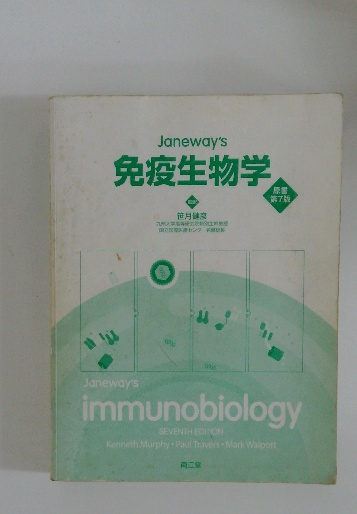 Janeway's
免疫生物学
原書
第7版
笹月健彦
Janeway's
immunobiology
SEVENTH EDITION
Kenneth Murphy • Paul Travers • Mark Walport
南江堂